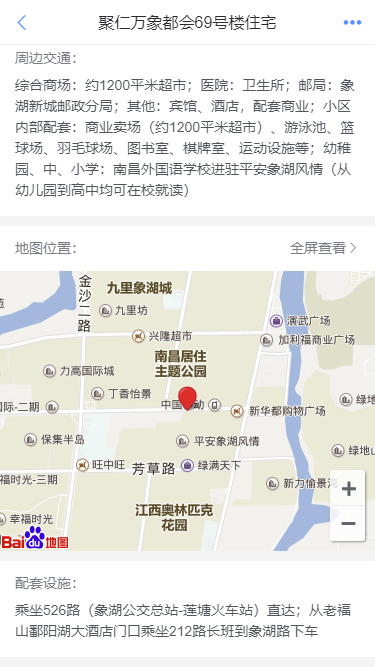 聚仁万象都会69号楼住宅
周边交通:
综合商场：约1200平米超市；医院：卫生所；邮局：象
湖新城邮政分局；其他：宾馆、酒店，配套商业；小区
内部配套：商业卖场（约1200平米超市）、游泳池、篮
球场、羽毛球场、图书室、棋牌室、运动设施等；幼稚
园、中、小学：南昌外国语学校进驻平安象湖风情（从
幼儿园到高中均可在校就读）
地图位置:
全屏查看
金沙二路
九里象湖城
九里坊
演武广场
兴隆超市
加利福商业广场
南昌居住
主题公园
力高国际城
丁香怡景
中国移动
国际-二期
新华都购物广场
绿地
保集半岛
平安象湖风情
绿地山
旺中旺
芳草路
绿满天下
福时光-三期
新力愉景湾
江西奥林匹克
花园
幸福时光
Bai du 地图
配套设施:
乘坐526路（象湖公交总站-莲塘火车站）直达；从老福
山鄱阳湖大酒店门口乘坐212路长班到象湖路下车